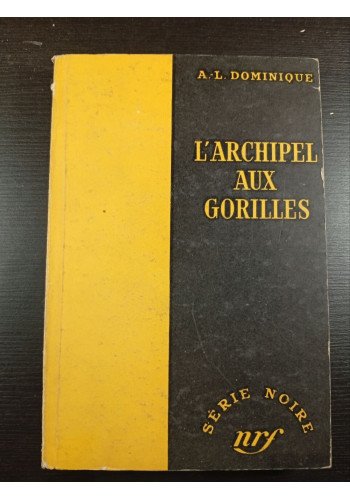 A.-L. DOMINIQUE
L'ARCHIPEL
AUX
GORILLES
SÉRIE NOIRE
nrf